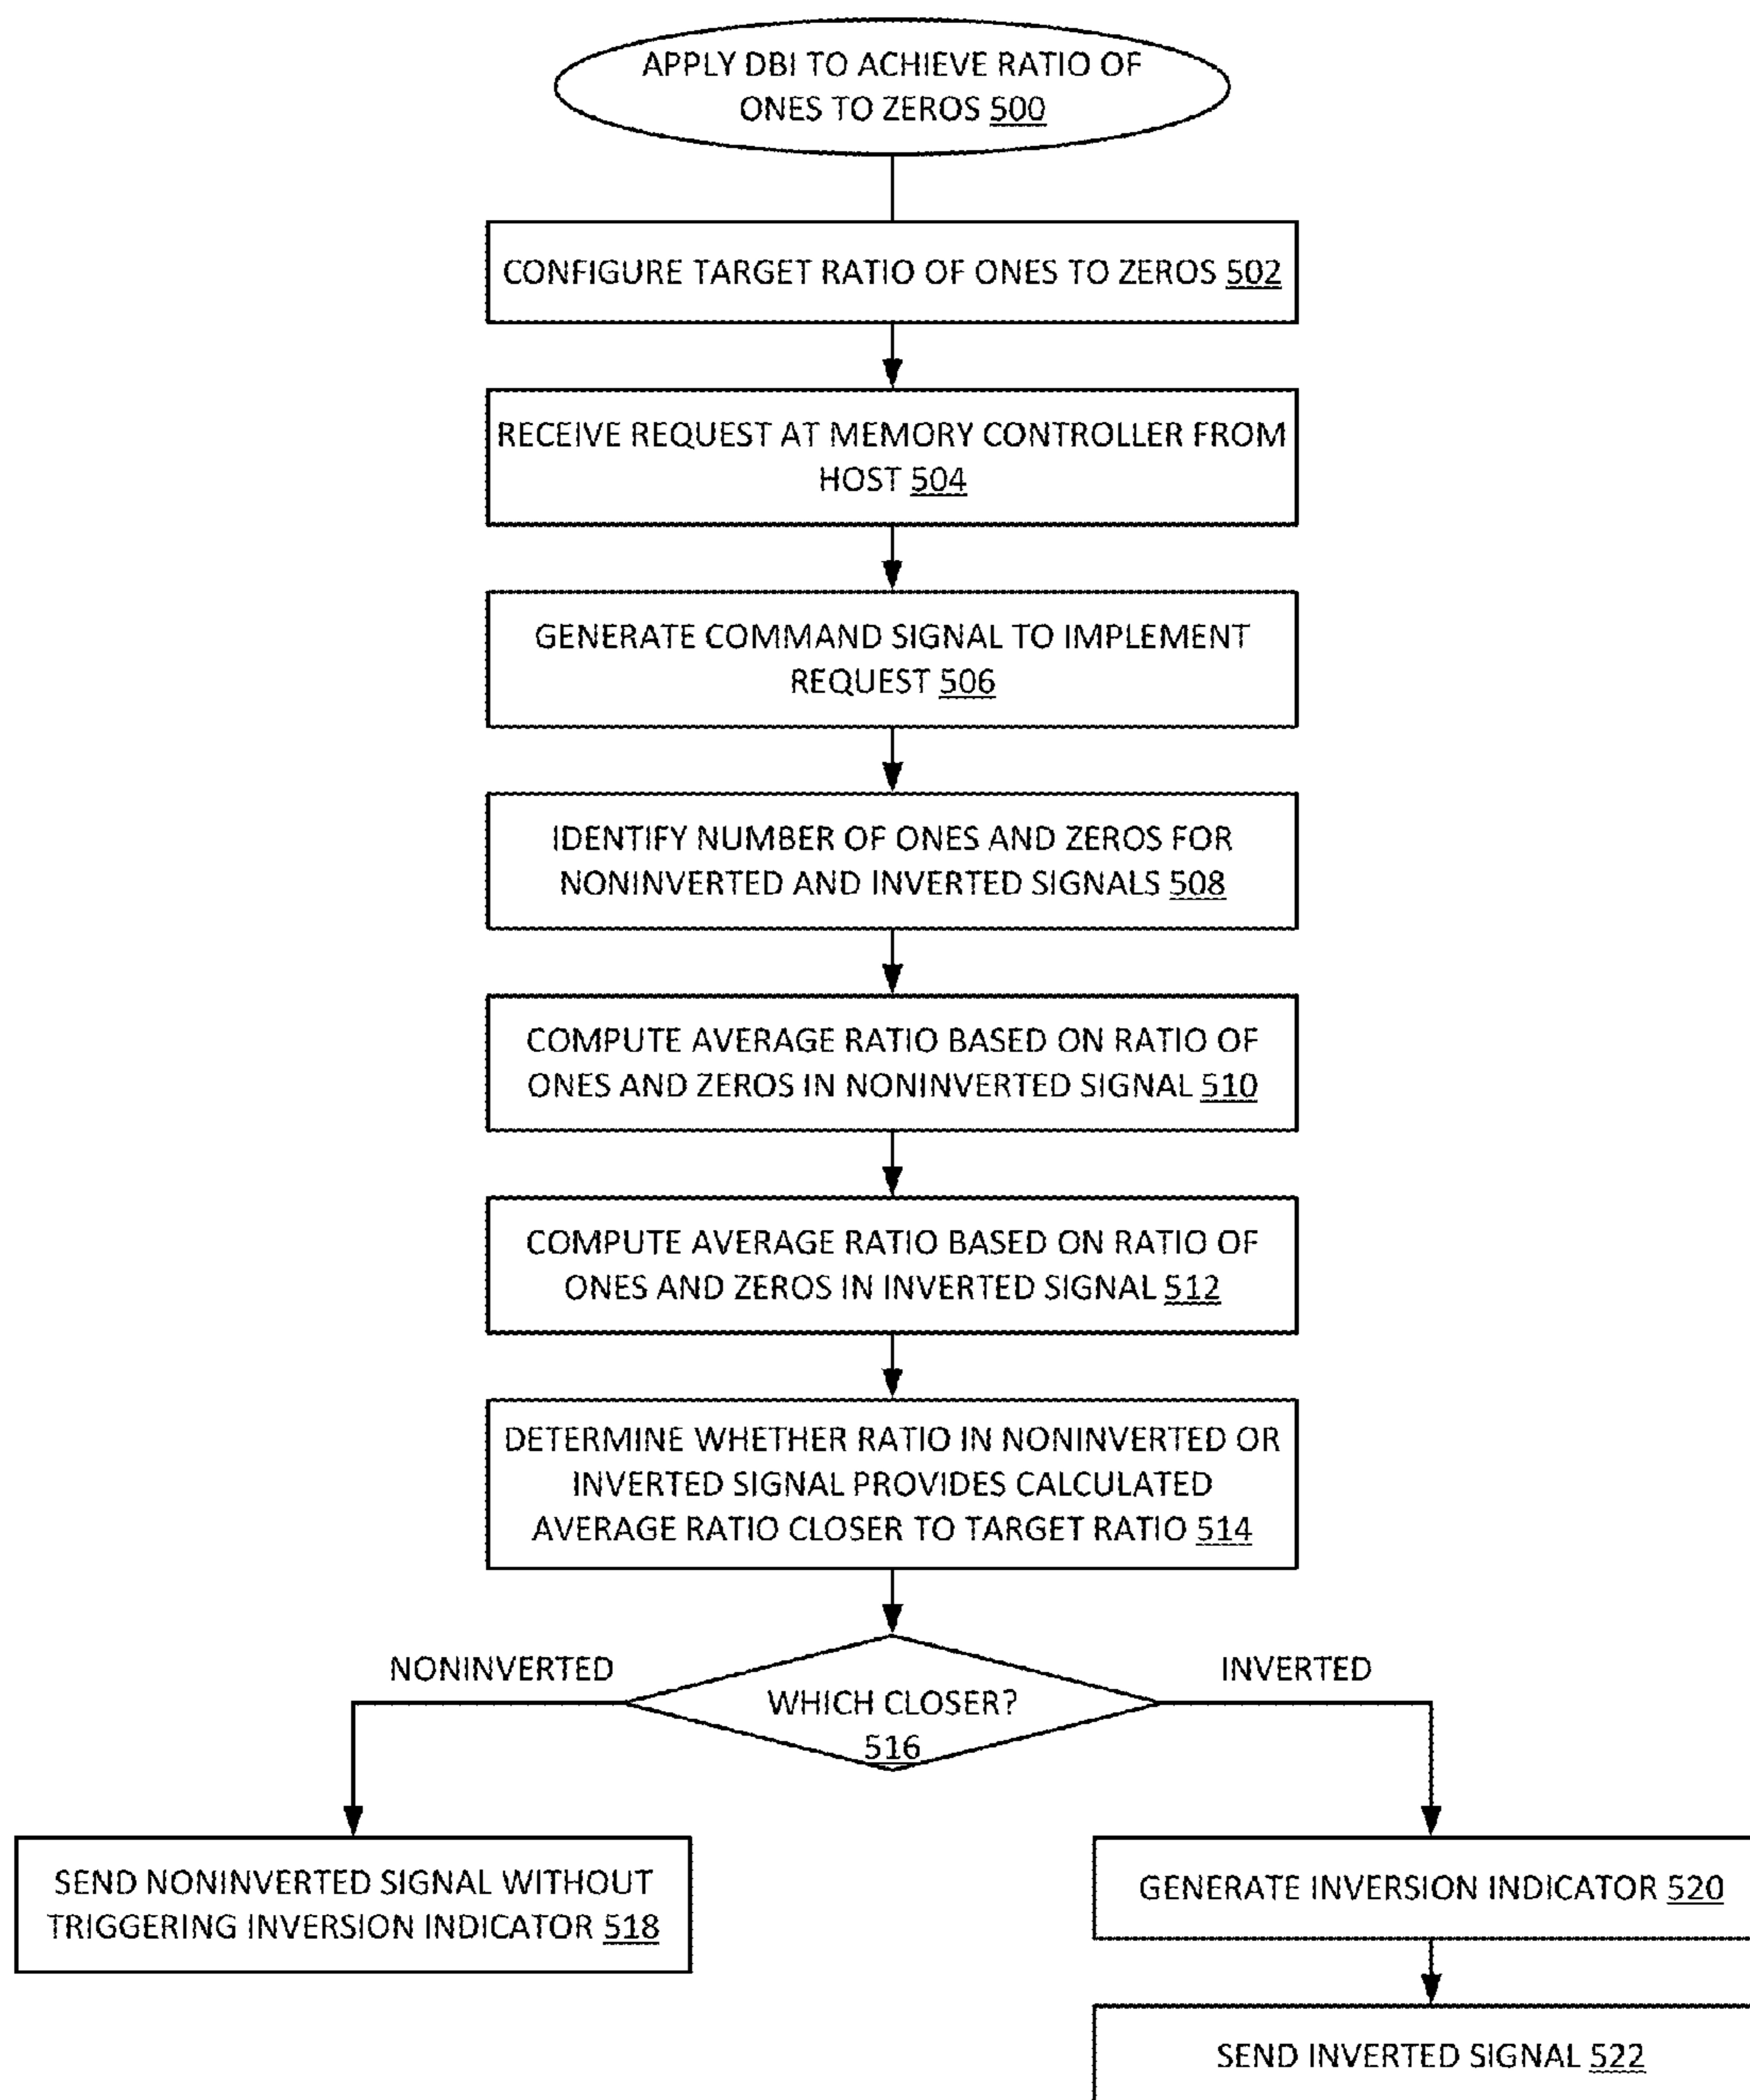 APPLY DBI TO ACHIEVE RATIO OF
ONES TO ZEROS 500
CONFIGURE TARGET RATIO OF ONES TO ZEROS 502
RECEIVE REQUEST AT MEMORY CONTROLLER FROM
HOST 504
GENERATE COMMAND SIGNAL TO IMPLEMENT
REQUEST 506
IDENTIFY NUMBER OF ONES AND ZEROS FOR
NONINVERTED AND INVERTED SIGNALS 508
COMPUTE AVERAGE RATIO BASED ON RATIO OF
ONES AND ZEROS IN NONINVERTED SIGNAL 510
COMPUTE AVERAGE RATIO BASED ON RATIO OF
ONES AND ZEROS IN INVERTED SIGNAL 512
DETERMINE WHETHER RATIO IN NONINVERTED OR
INVERTED SIGNAL PROVIDES CALCULATED
AVERAGE RATIO CLOSER TO TARGET RATIO 514
NONINVERTED
INVERTED
WHICH CLOSER?
516
SEND NONINVERTED SIGNAL WITHOUT
TRIGGERING INVERSION INDICATOR 518
GENERATE INVERSION INDICATOR 520
SEND INVERTED SIGNAL 522